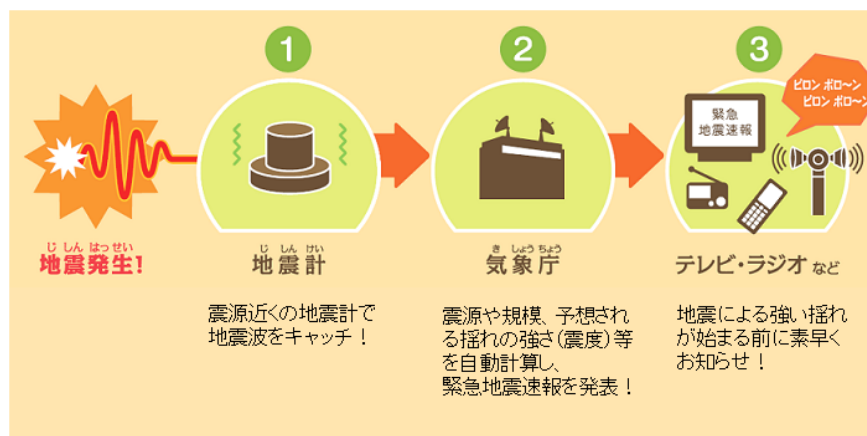 1
2
3
ピロン ポロ～ン
ピロン ポロ～ン
緊急
地震速報
じ しん はっ せい
地震発生!
じ しん けい
地震計
き しょう ちょう
気象庁
テレビ・ラジオ など
震源近くの地震計で
地震波をキャッチ！
震源や規模、予想され
る揺れの強さ(震度)等
を自動計算し、
緊急地震速報を発表！
地震による強い揺れ
が始まる前に素早く
お知らせ！